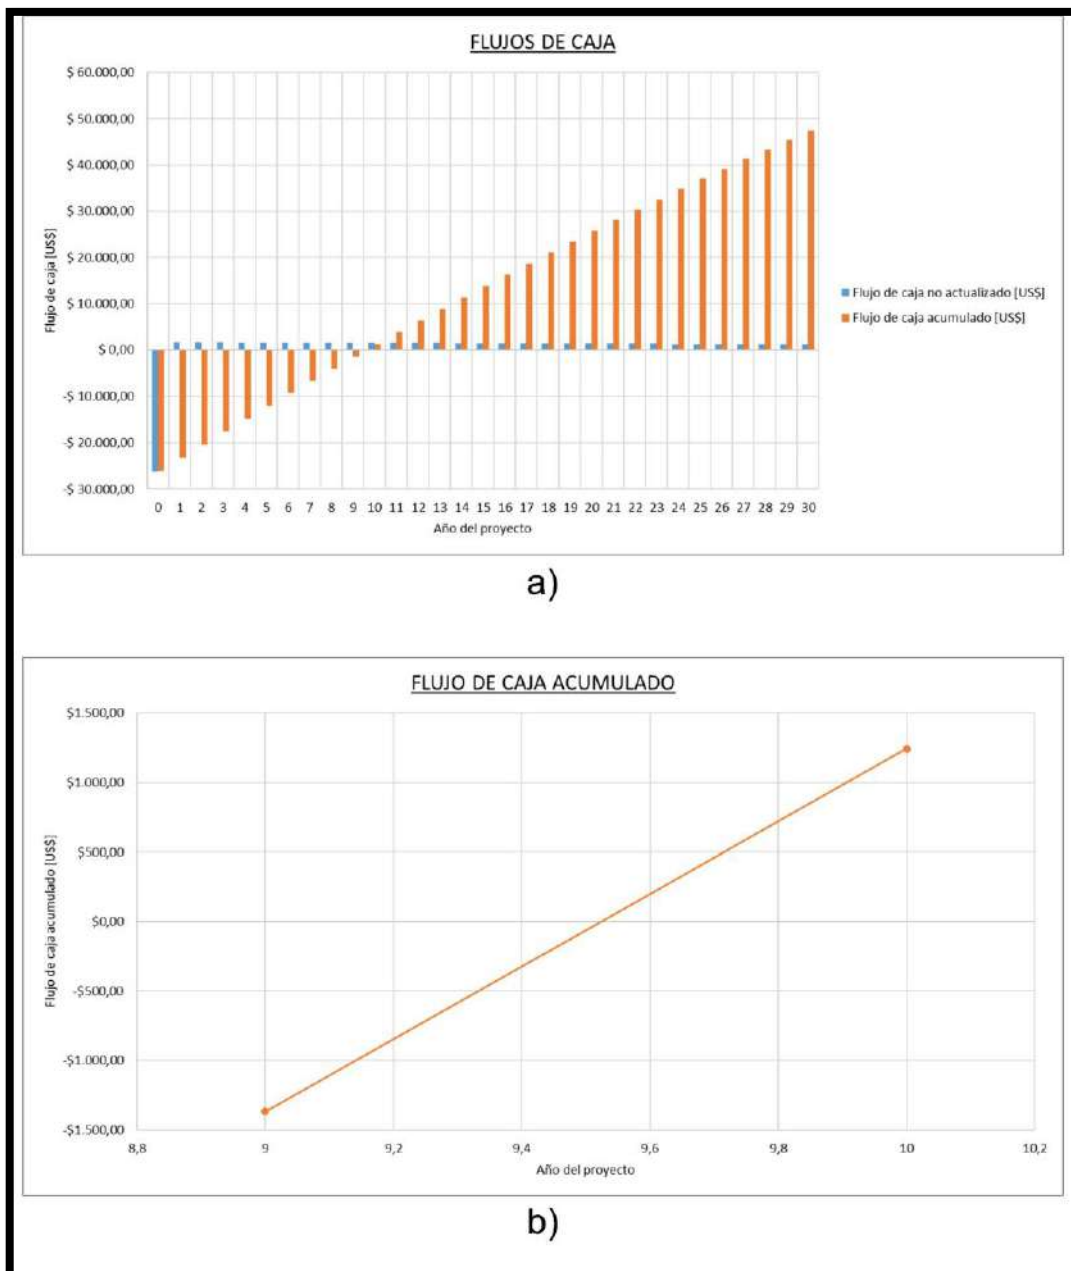 FLUJOS DE CAJA
$ 60.000,00
$ 50.000,00
$ 40.000,00
$ 30.000,00
$ 20.000,00
$ 10.000,00
$ 0,00
-$ 10.000,00
-$ 20.000,00
-$ 30.000,00
Flujo de caja [US$]
0 1 2 3 4 5 6 7 8 9 10 11 12 13 14 15 16 17 18 19 20 21 22 23 24 25 26 27 28 29 30
Año del proyecto
Flujo de caja no actualizado [US$]
Flujo de caja acumulado [US$]
a)
FLUJO DE CAJA ACUMULADO
$1.500,00
$1.000,00
$500,00
$0,00
-$500,00
-$1.000,00
-$1.500,00
Flujo de caja acumulado [US$]
8,8 9 9,2 9,4 9,6 9,8 10 10,2
Año del proyecto
b)